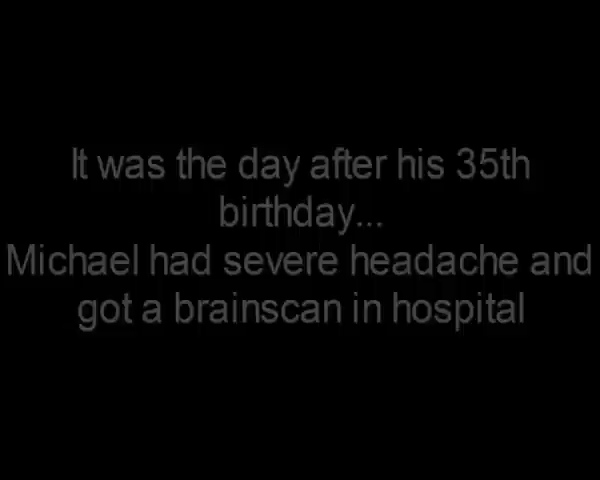 It was the day after his 35th
birthday...
Michael had severe headache and
got a brainscan in hospital